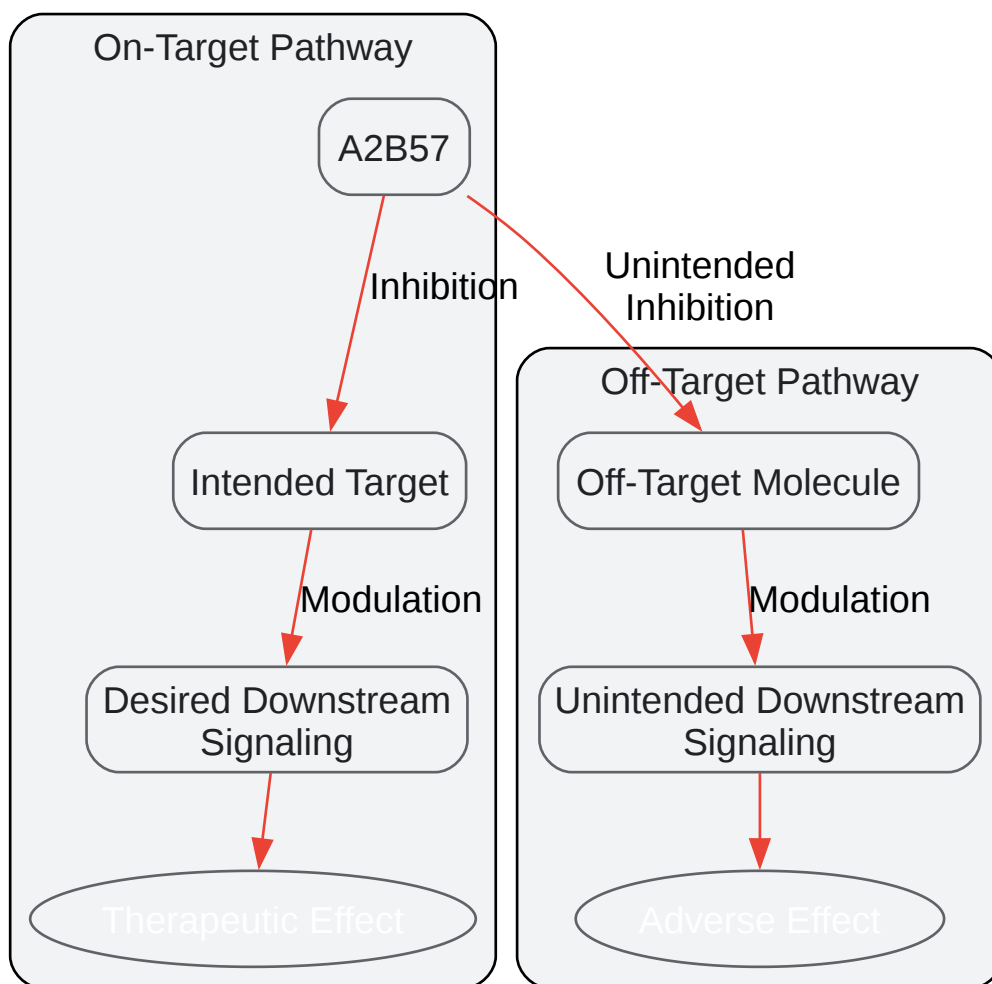 On-Target Pathway
A2B57
Inhibition
Unintended
Inhibition
Off-Target Pathway
Intended Target
Off-Target Molecule
Modulation
Modulation
Desired Downstream
Signaling
Unintended Downstream
Signaling
Therapeutic Effect
Adverse Effect